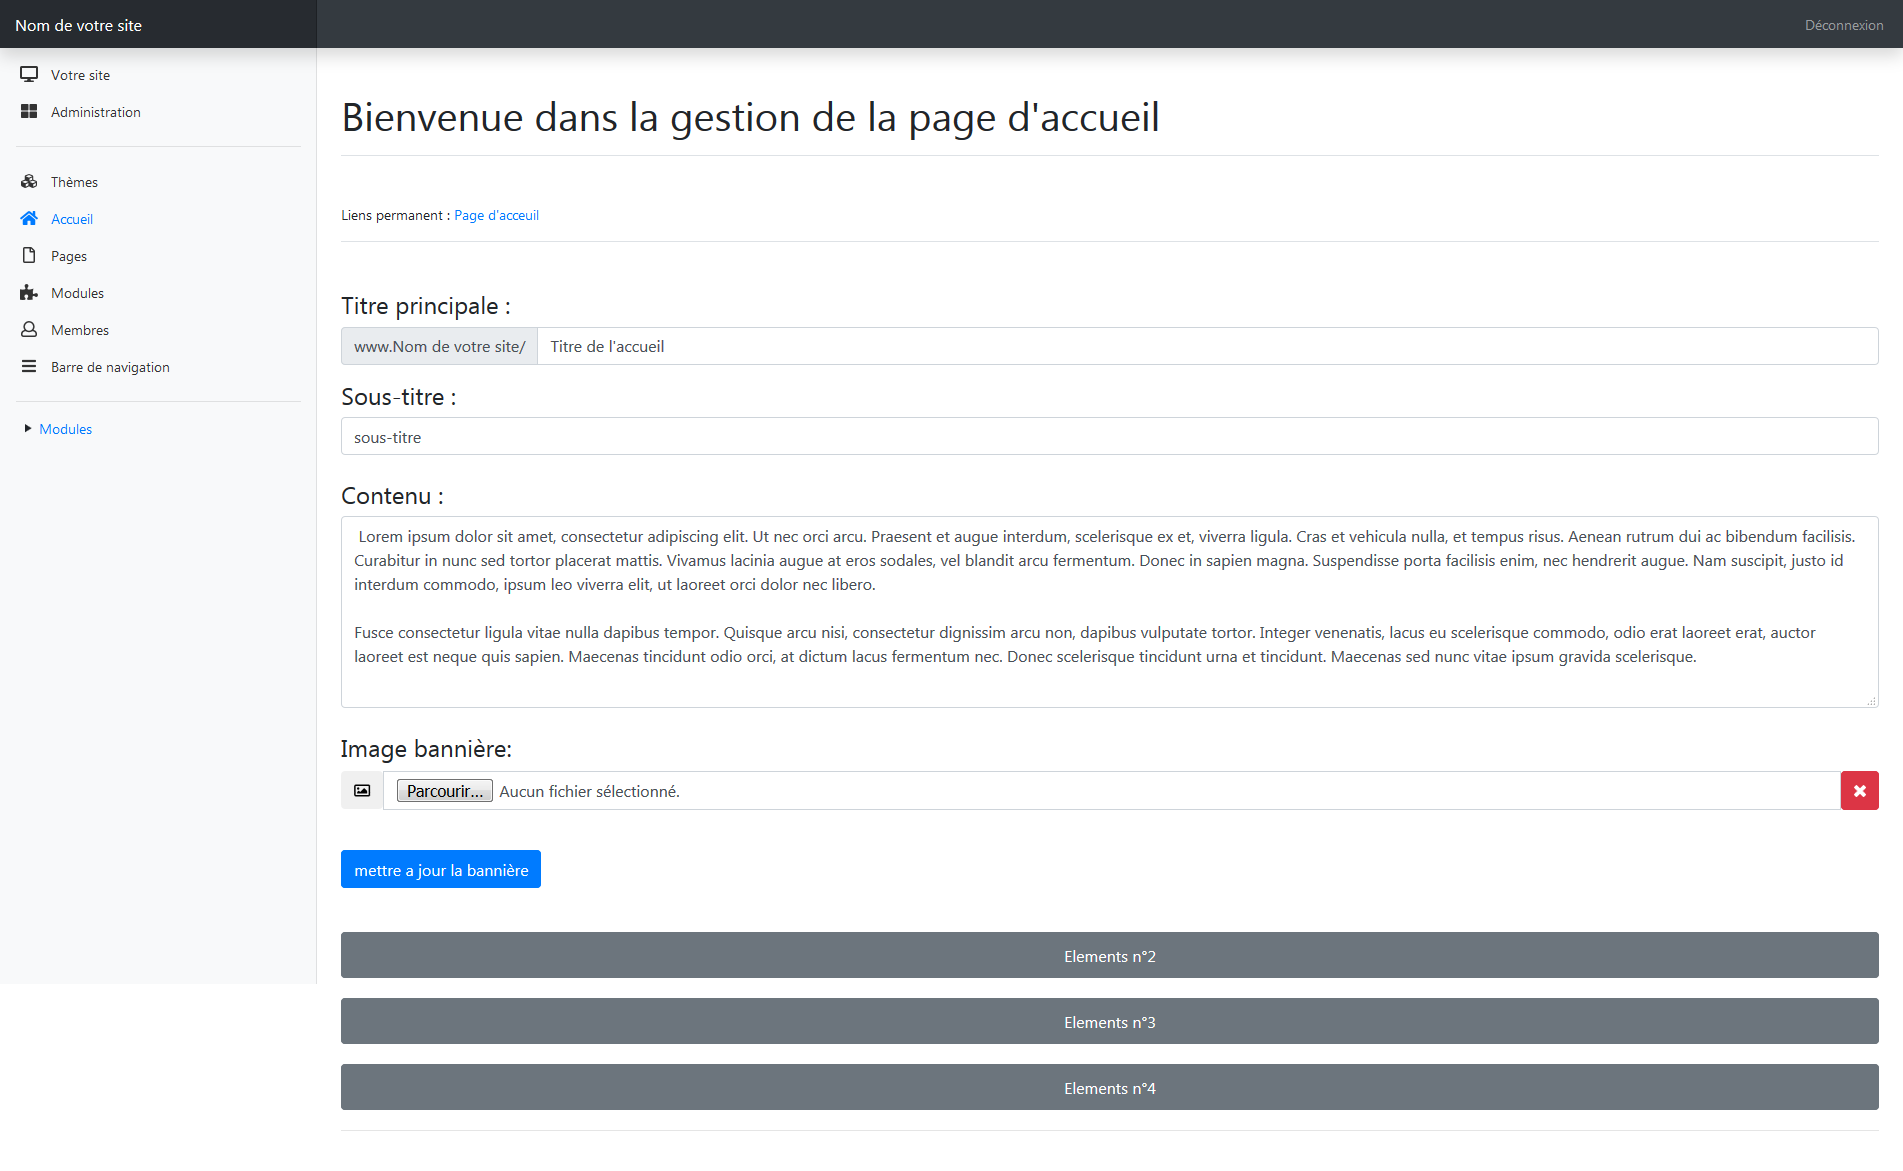 Nom de votre site
Déconnexion
Votre site
Administration
Thèmes
Accueil
Pages
Modules
Membres
Barre de navigation
Modules
Bienvenue dans la gestion de la page d'accueil
Liens permanent : Page d'acceuil
Titre principale :
www.Nom de votre site/ Titre de l'accueil
Sous-titre :
sous-titre
Contenu :
Lorem ipsum dolor sit amet, consectetur adipiscing elit. Ut nec orci arcu. Praesent et augue interdum, scelerisque ex et, viverra ligula. Cras et vehicula nulla, et tempus risus. Aenean rutrum dui ac bibendum facilisis.
Curabitur in nunc sed tortor placerat mattis. Vivamus lacinia augue at eros sodales, vel blandit arcu fermentum. Donec in sapien magna. Suspendisse porta facilisis enim, nec hendrerit augue. Nam suscipit, justo id
interdum commodo, ipsum leo viverra elit, ut laoreet orci dolor nec libero.
Fusce consectetur ligula vitae nulla dapibus tempor. Quisque arcu nisi, consectetur dignissim arcu non, dapibus vulputate tortor. Integer venenatis, lacus eu scelerisque commodo, odio erat laoreet erat, auctor
laoreet est neque quis sapien. Maecenas tincidunt odio orci, at dictum lacus fermentum nec. Donec scelerisque tincidunt urna et tincidunt. Maecenas sed nunc vitae ipsum gravida scelerisque.
Image bannière:
Parcourir... Aucun fichier sélectionné.
mettre a jour la bannière
Elements n°2
Elements n°3
Elements n°4